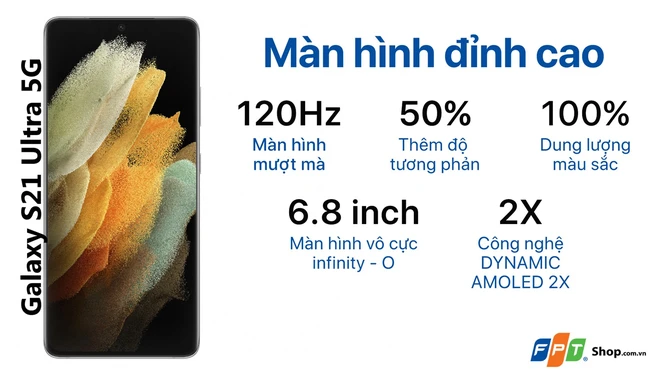 Galaxy S21 Ultra 5G
Màn hình đỉnh cao
120Hz
Màn hình
mượt mà
50%
Thêm độ
tương phản
100%
Dung lượng
màu sắc
6.8 inch
Màn hình vô cực
infinity - O
2X
Công nghệ
DYNAMIC
AMOLED 2X
FPT. Shop.com.vn